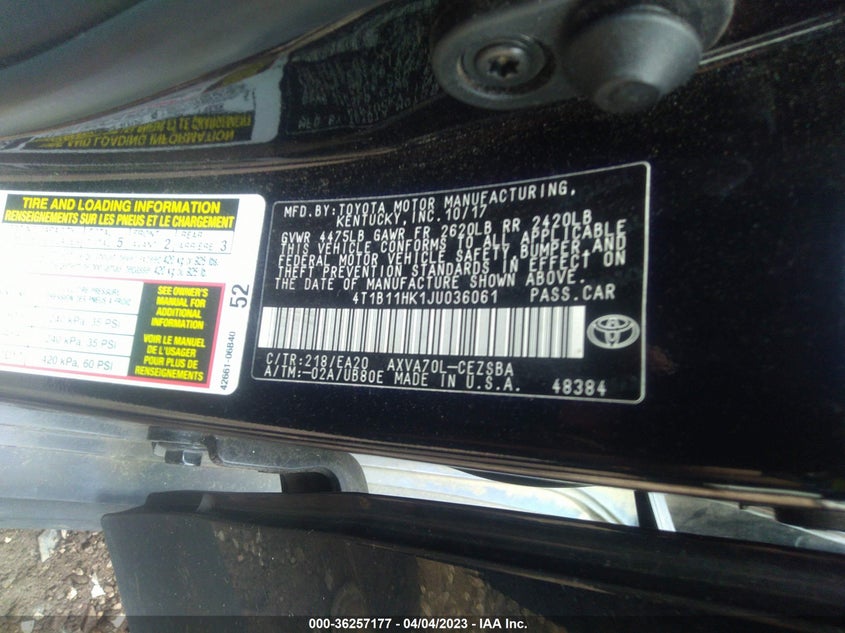 TIRE AND LOADING INFORMATION
RENSEIGNEMENTS SUR LES PNEUS ET LE CHARGEMENT
TOTAL 5 AVANT 2 ARRIÈRE 3
SEE OWNER'S
MANUAL FOR
ADDITIONAL
INFORMATION
VOIR LE MANUEL
DE L'USAGER
POUR PLUS DE
RENSEIGNEMENTS
240 kPa, 35 PSI
240 kPa, 35 PSI
420 kPa, 60 PSI
52
42661-06B40
MFD.BY:TOYOTA MOTOR MANUFACTURING,
KENTUCKY, INC. 10/17
GVWR 4475LB GAWR FR 2620LB RR 2420LB
THIS VEHICLE CONFORMS TO ALL APPLICABLE
FEDERAL MOTOR VEHICLE SAFETY, BUMPER, AND
THEFT PREVENTION STANDARDS IN EFFECT ON
THE DATE OF MANUFACTURE SHOWN ABOVE.
4T1B11HK1JU036061 PASS.CAR
C/TR:218/EA20 AXVA70L-CEZSBA
A/TM:-02A/UB80E MADE IN U.S.A. 48384
000-36257177 - 04/04/2023 - IAA Inc.